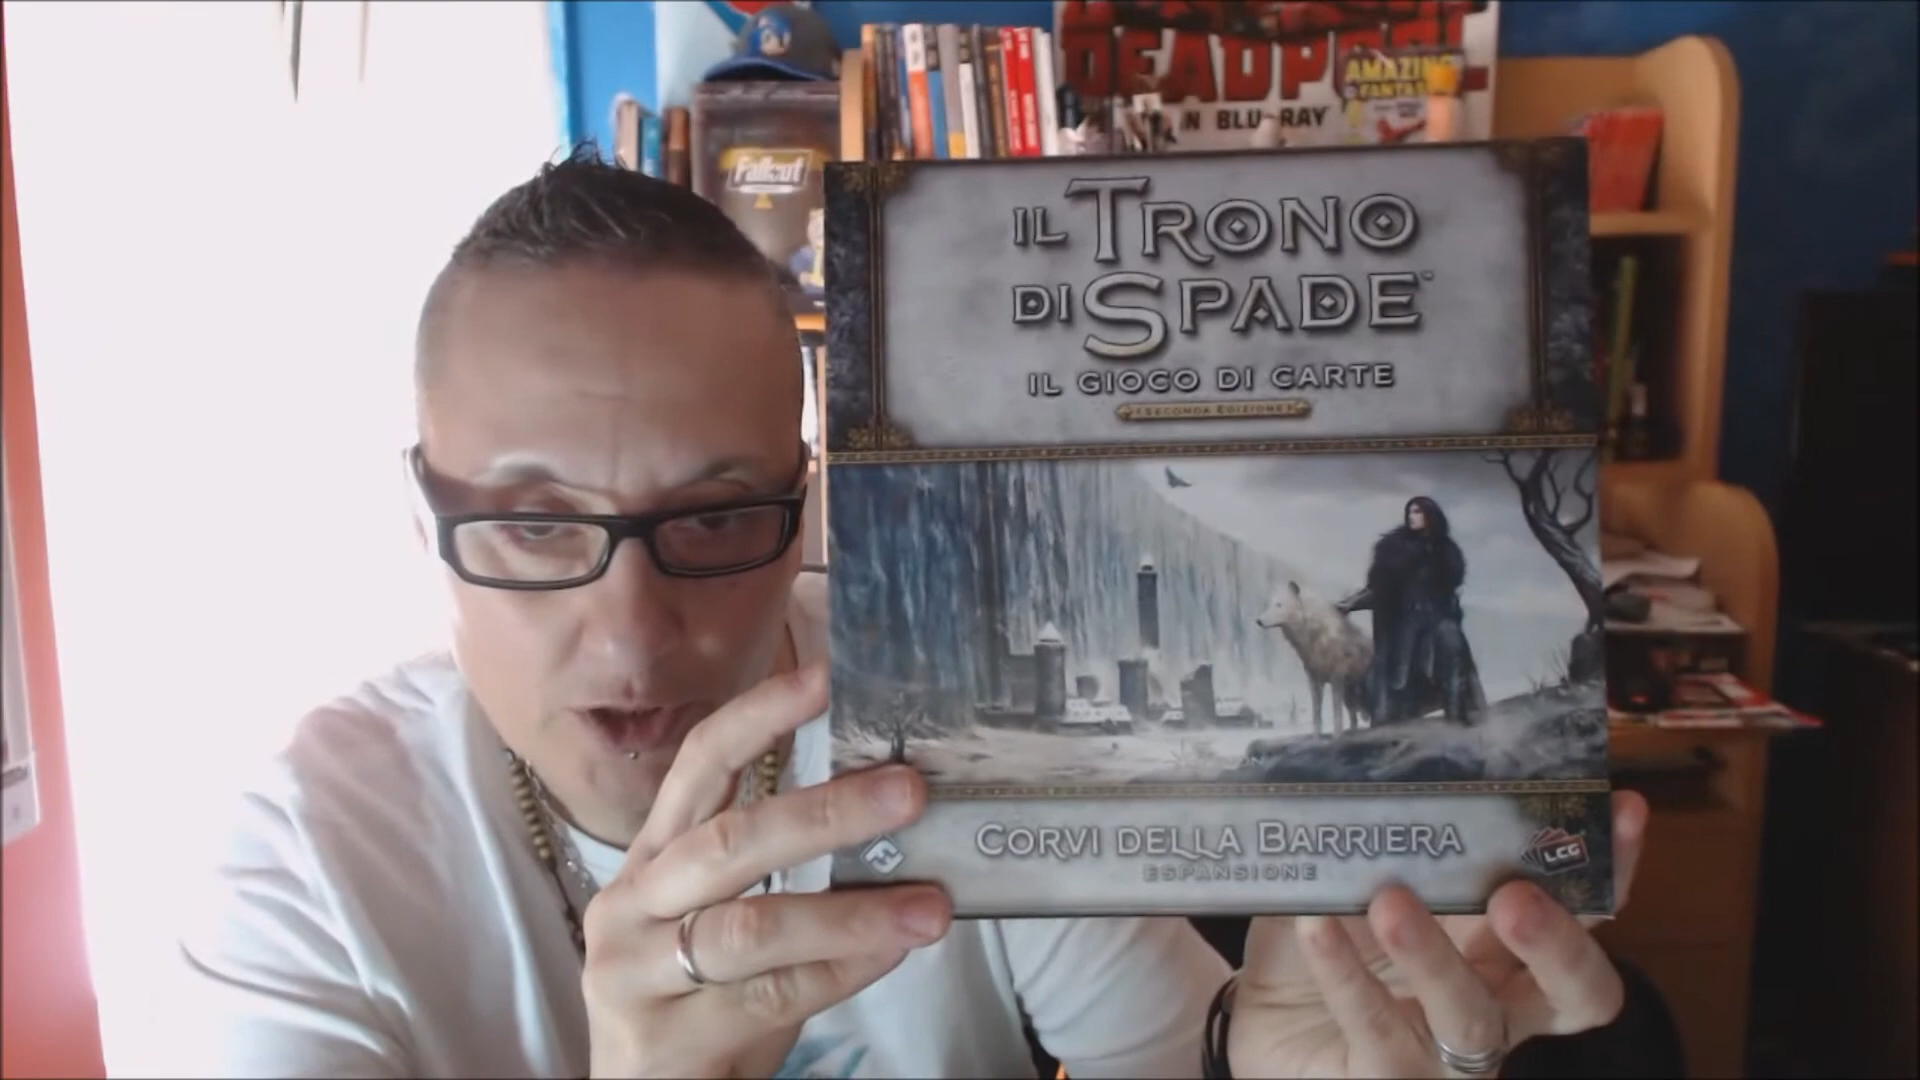 DEADPOOL
AMAZING
FANTASY
N BLU-RAY
Fallout
IL TRONO
DI SPADE
IL GIOCO DI CARTE
SECONDA EDIZIONE
CORVI DELLA BARRIERA
ESPANSIONE
LCG